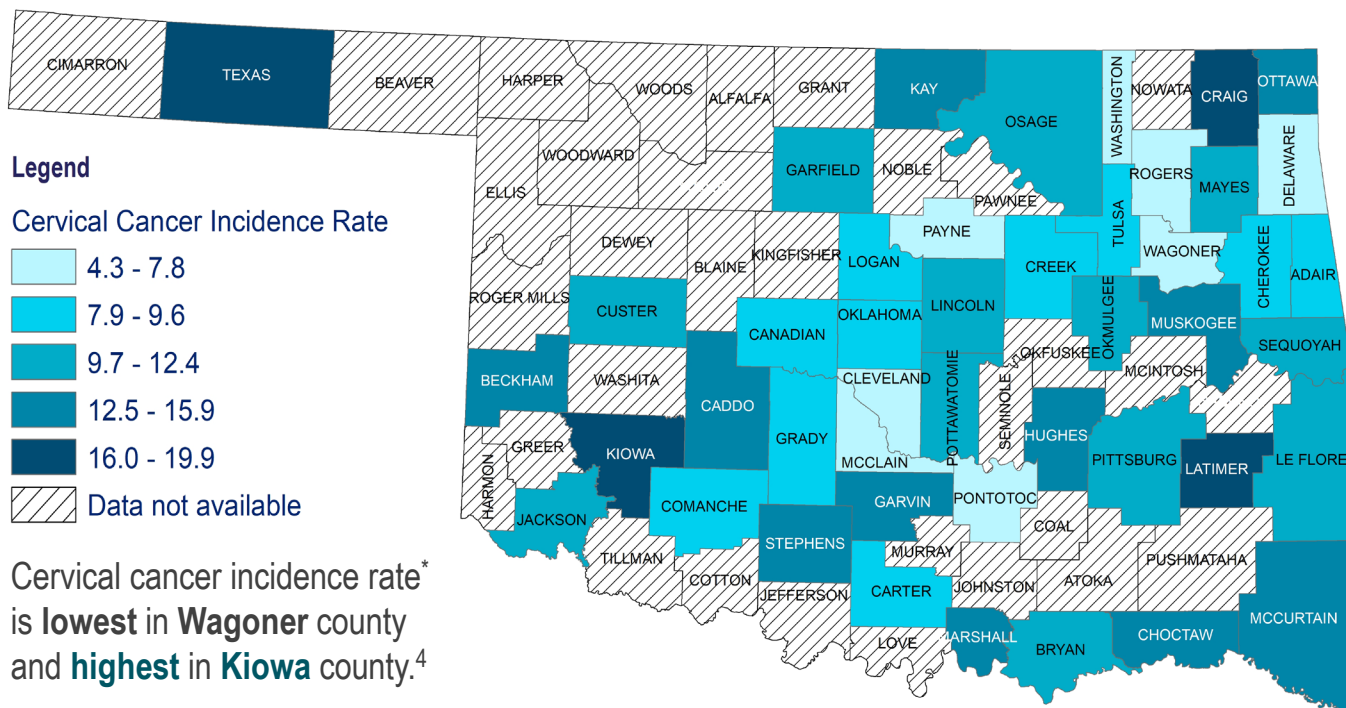 CIMARRON
TEXAS
BEAVER
HARPER
WOODS
ALFALFA
GRANT
KAY
OSAGE
WASHINGTON
NOWATA
CRAIG
OTTAWA
Legend
Cervical Cancer Incidence Rate
4.3 - 7.8
7.9 - 9.6
9.7 - 12.4
12.5 - 15.9
16.0 - 19.9
Data not available
Cervical cancer incidence rate*
is lowest in Wagoner county
and highest in Kiowa county.4
ELLIS
WOODWARD
GARFIELD
NOBLE
PAWNEE
ROGERS
MAYES
DELAWARE
TULSA
DEWEY
BLAINE
KINGFISHER
LOGAN
PAYNE
CREEK
WAGONER
CHEROKEE
ADAIR
ROGER MILLS
CUSTER
CANADIAN
OKLAHOMA
LINCOLN
OKMULGEE
MUSKOGEE
SEQUOYAH
BECKHAM
WASHITA
CADDO
CLEVELAND
POTTAWATOMIE
SEMINOLE
OKFUSKEE
MCINTOSH
HARMON
GREER
KIOWA
GRADY
MCCLAIN
HUGHES
PITTSBURG
LATIMER
LE FLORE
JACKSON
COMANCHE
GARVIN
PONTOTOC
COAL
TILLMAN
COTTON
STEPHENS
MURRAY
JOHNSTON
ATOKA
PUSHMATAHA
JEFFERSON
CARTER
LOVE
MARSHALL
BRYAN
CHOCTAW
MCCURTAIN